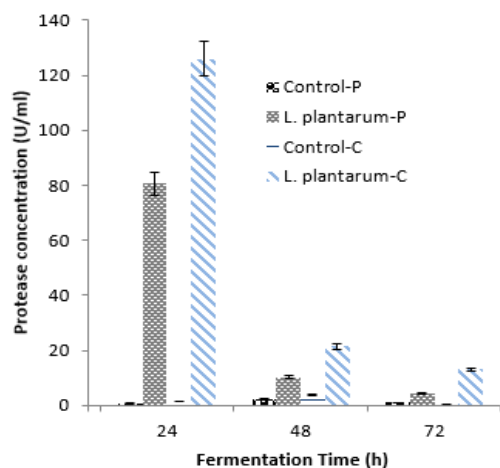 140
120
100
80
60
40
20
0
Protease concentration (U/ml)
Control-P
L. plantarum-P
Control-C
L. plantarum-C
24 48 72
Fermentation Time (h)